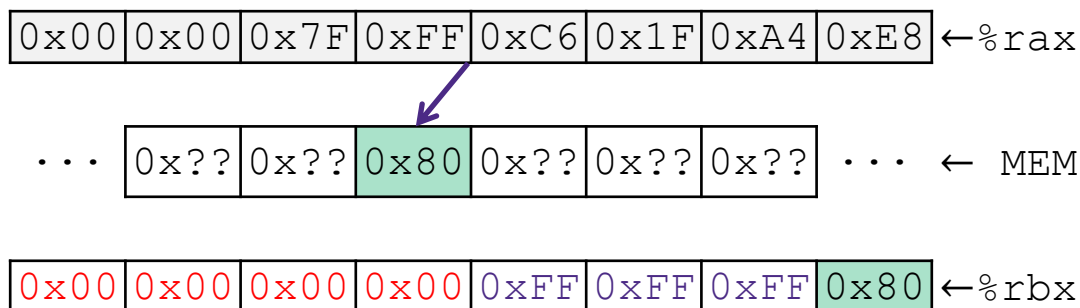 0x00 0x00 0x7F 0xFF 0xC6 0x1F 0xA4 0xE8 ←%rax
··· 0x?? 0x?? 0x80 0x?? 0x?? 0x?? ··· ← MEM
0x00 0x00 0x00 0x00 0xFF 0xFF 0xFF 0x80 ←%rbx